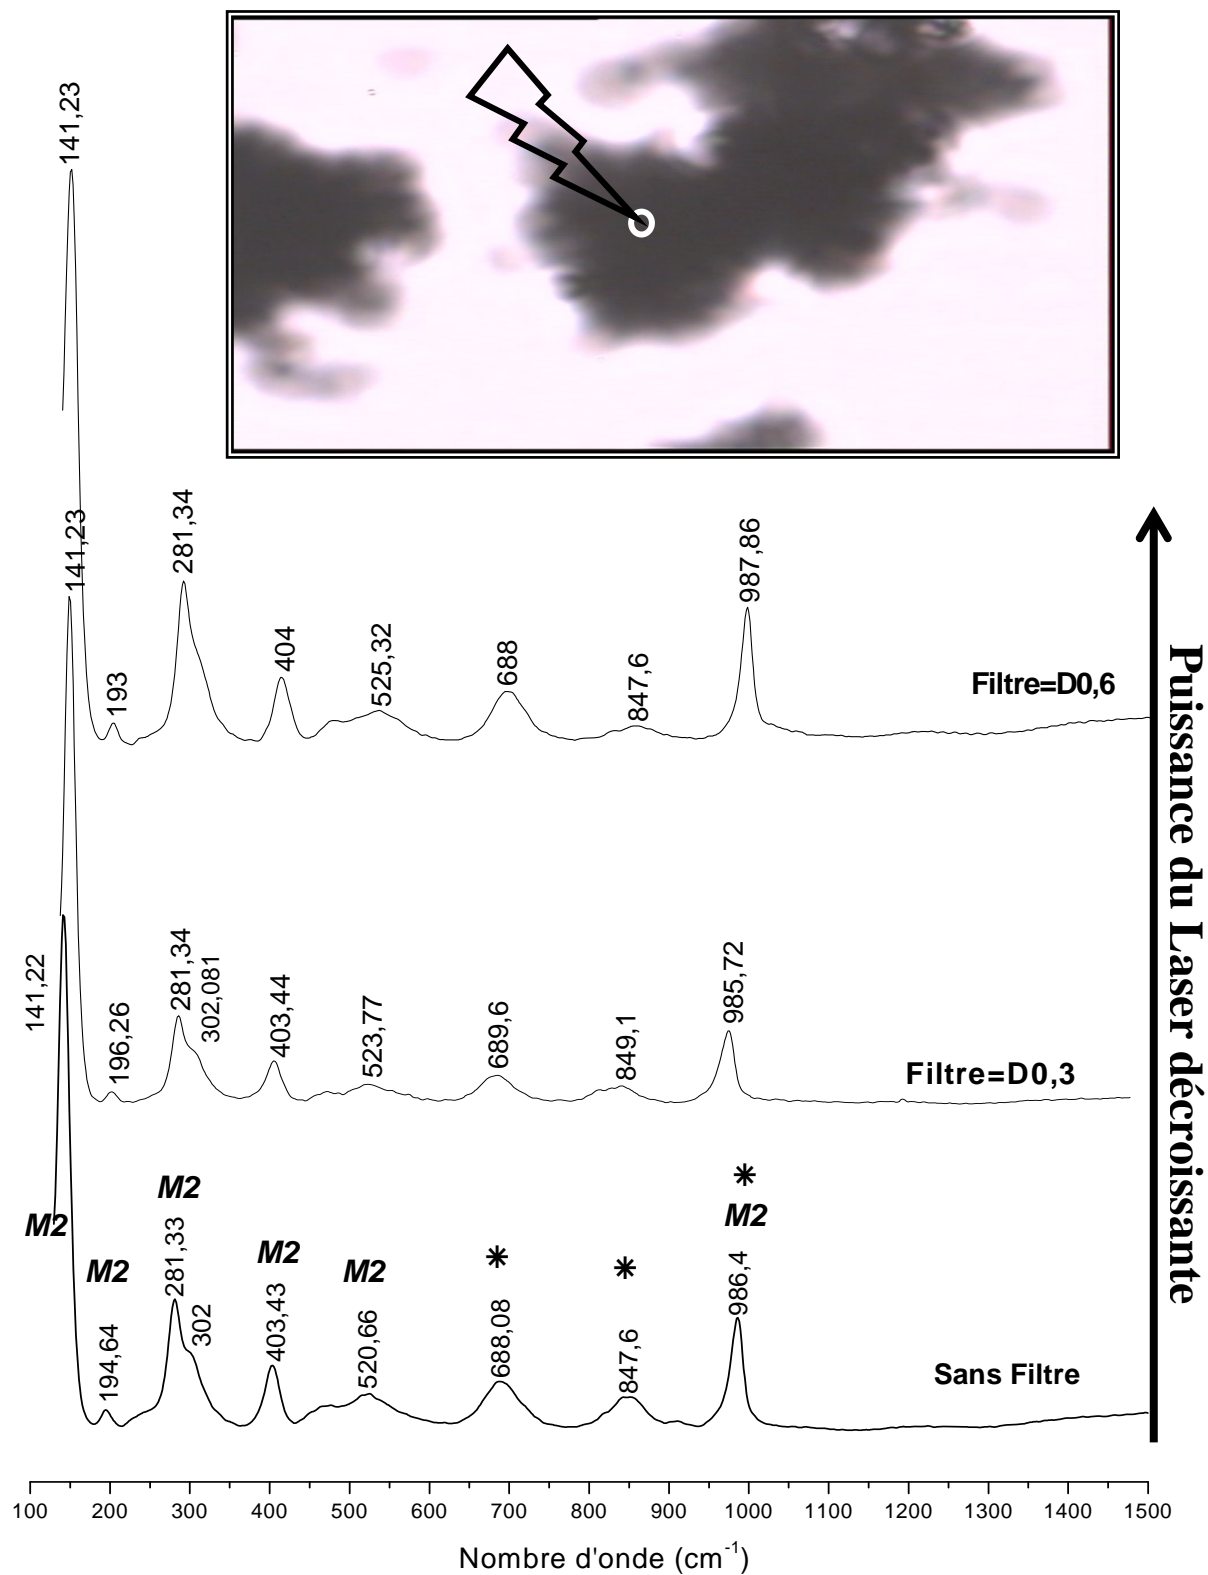 141,23
193
281,34
404
525,32
688
847,6
987,86
Filtre=D0,6
141,23
196,26
281,34
302,081
403,44
523,77
689,6
849,1
985,72
Filtre=D0,3
141,22
M2
194,64
M2
281,33
302
M2
403,43
M2
520,66
M2
688,08
*
847,6
*
986,4
M2
*
Sans Filtre
Puissance du Laser décroissante
100 200 300 400 500 600 700 800 900 1000 1100 1200 1300 1400 1500
Nombre d'onde (cm⁻¹)